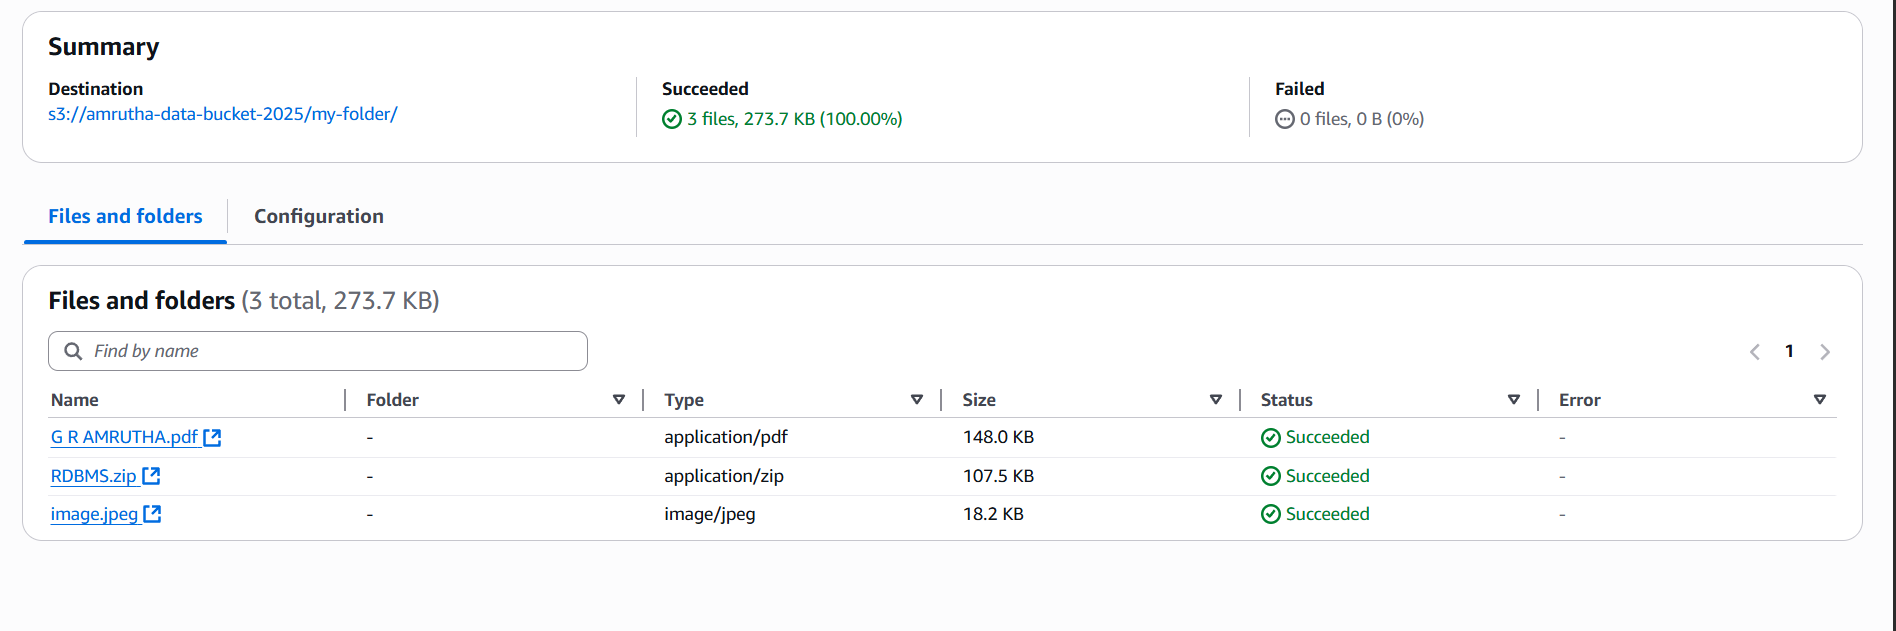 Summary
Destination
s3://amrutha-data-bucket-2025/my-folder/
Succeeded
3 files, 273.7 KB (100.00%)
Failed
0 files, 0 B (0%)
Files and folders
Configuration
Files and folders (3 total, 273.7 KB)
Find by name
1
Name Folder Type Size Status Error
G R AMRUTHA.pdf - application/pdf 148.0 KB Succeeded -
RDBMS.zip - application/zip 107.5 KB Succeeded -
image.jpeg - image/jpeg 18.2 KB Succeeded -